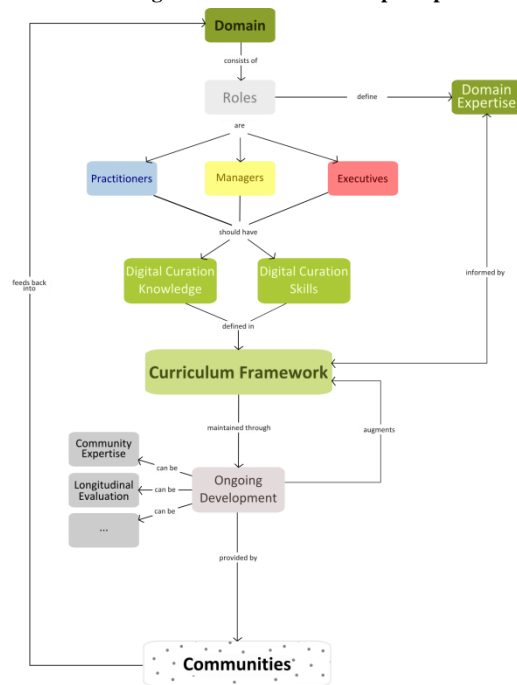 Domain
consists of
Roles
define
Domain
Expertise
are
Practitioners
Managers
Executives
should have
feeds back
into
Digital Curation
Knowledge
Digital Curation
Skills
informed by
defined in
Curriculum Framework
maintained through
augments
Community
Expertise
can be
Longitudinal
Evaluation
can be
Ongoing
Development
...
can be
provided by
Communities